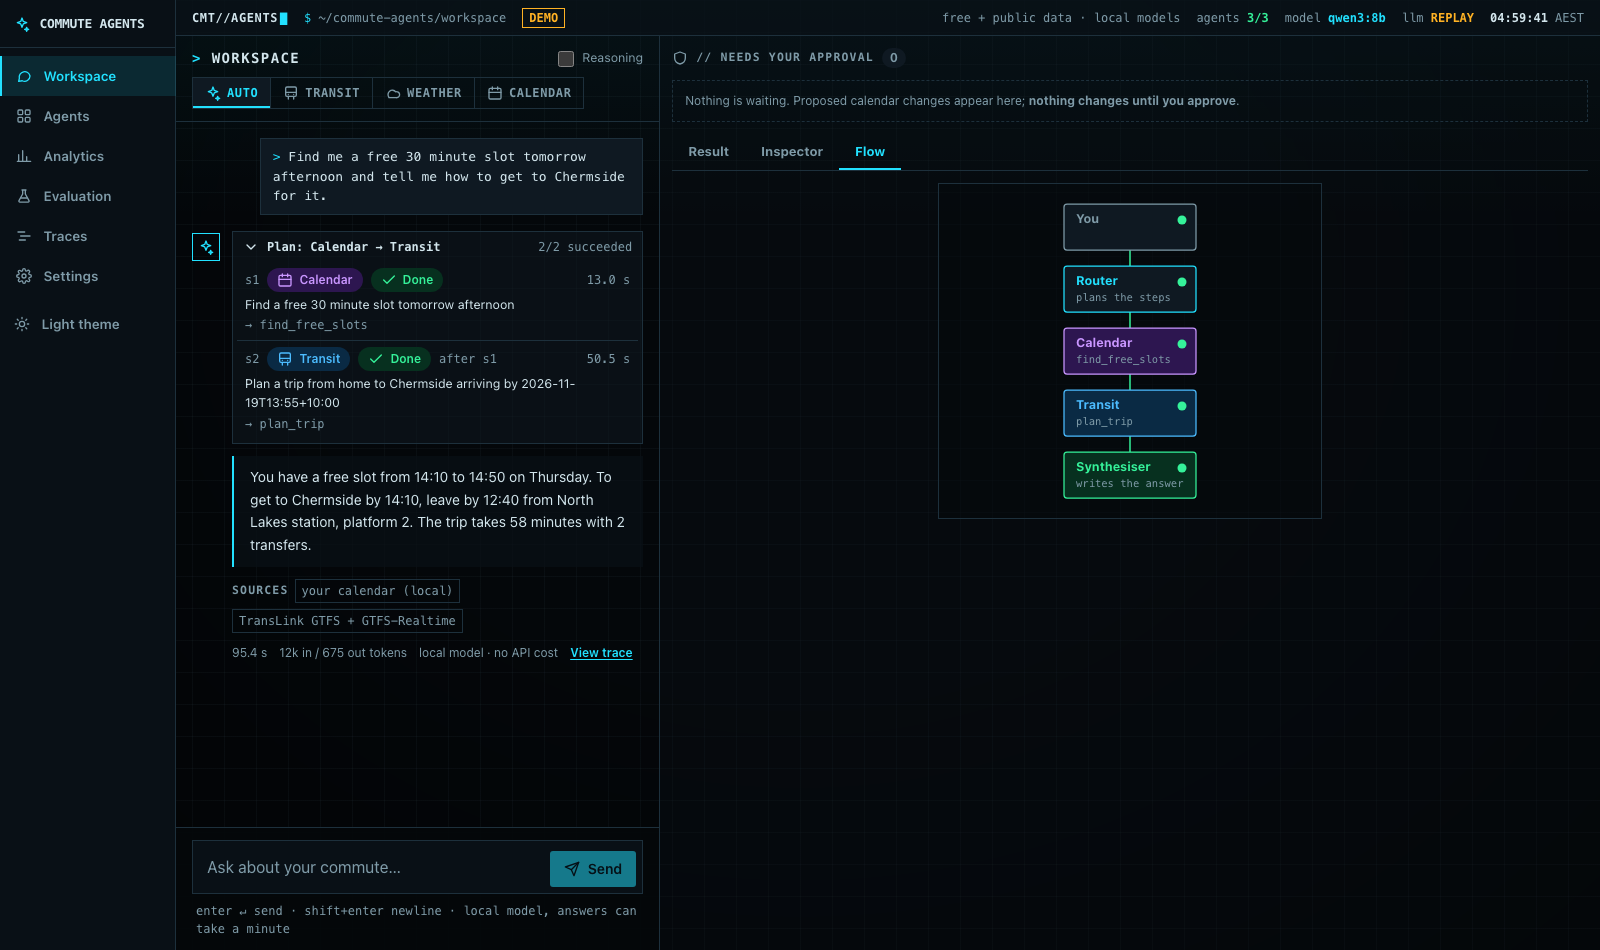 COMMUTE AGENTS
Workspace
Agents
Analytics
Evaluation
Traces
Settings
Light theme
CMT//AGENTS
$ ~/commute-agents/workspace
DEMO
free + public data · local models
agents 3/3
model qwen3:8b
llm REPLAY
04:59:41 AEST
> WORKSPACE
Reasoning
AUTO
TRANSIT
WEATHER
CALENDAR
> Find me a free 30 minute slot tomorrow
afternoon and tell me how to get to Chermside
for it.
Plan: Calendar → Transit
2/2 succeeded
s1 Calendar Done 13.0 s
Find a free 30 minute slot tomorrow afternoon
→ find_free_slots
s2 Transit Done after s1 50.5 s
Plan a trip from home to Chermside arriving by 2026-11-
19T13:55+10:00
→ plan_trip
You have a free slot from 14:10 to 14:50 on Thursday. To
get to Chermside by 14:10, leave by 12:40 from North
Lakes station, platform 2. The trip takes 58 minutes with 2
transfers.
SOURCES your calendar (local)
TransLink GTFS + GTFS-Realtime
95.4 s 12k in / 675 out tokens local model · no API cost View trace
Ask about your commute...
Send
enter ↵ send · shift+enter newline · local model, answers can
take a minute
// NEEDS YOUR APPROVAL 0
Nothing is waiting. Proposed calendar changes appear here; nothing changes until you approve.
Result
Inspector
Flow
You
Router
plans the steps
Calendar
find_free_slots
Transit
plan_trip
Synthesiser
writes the answer